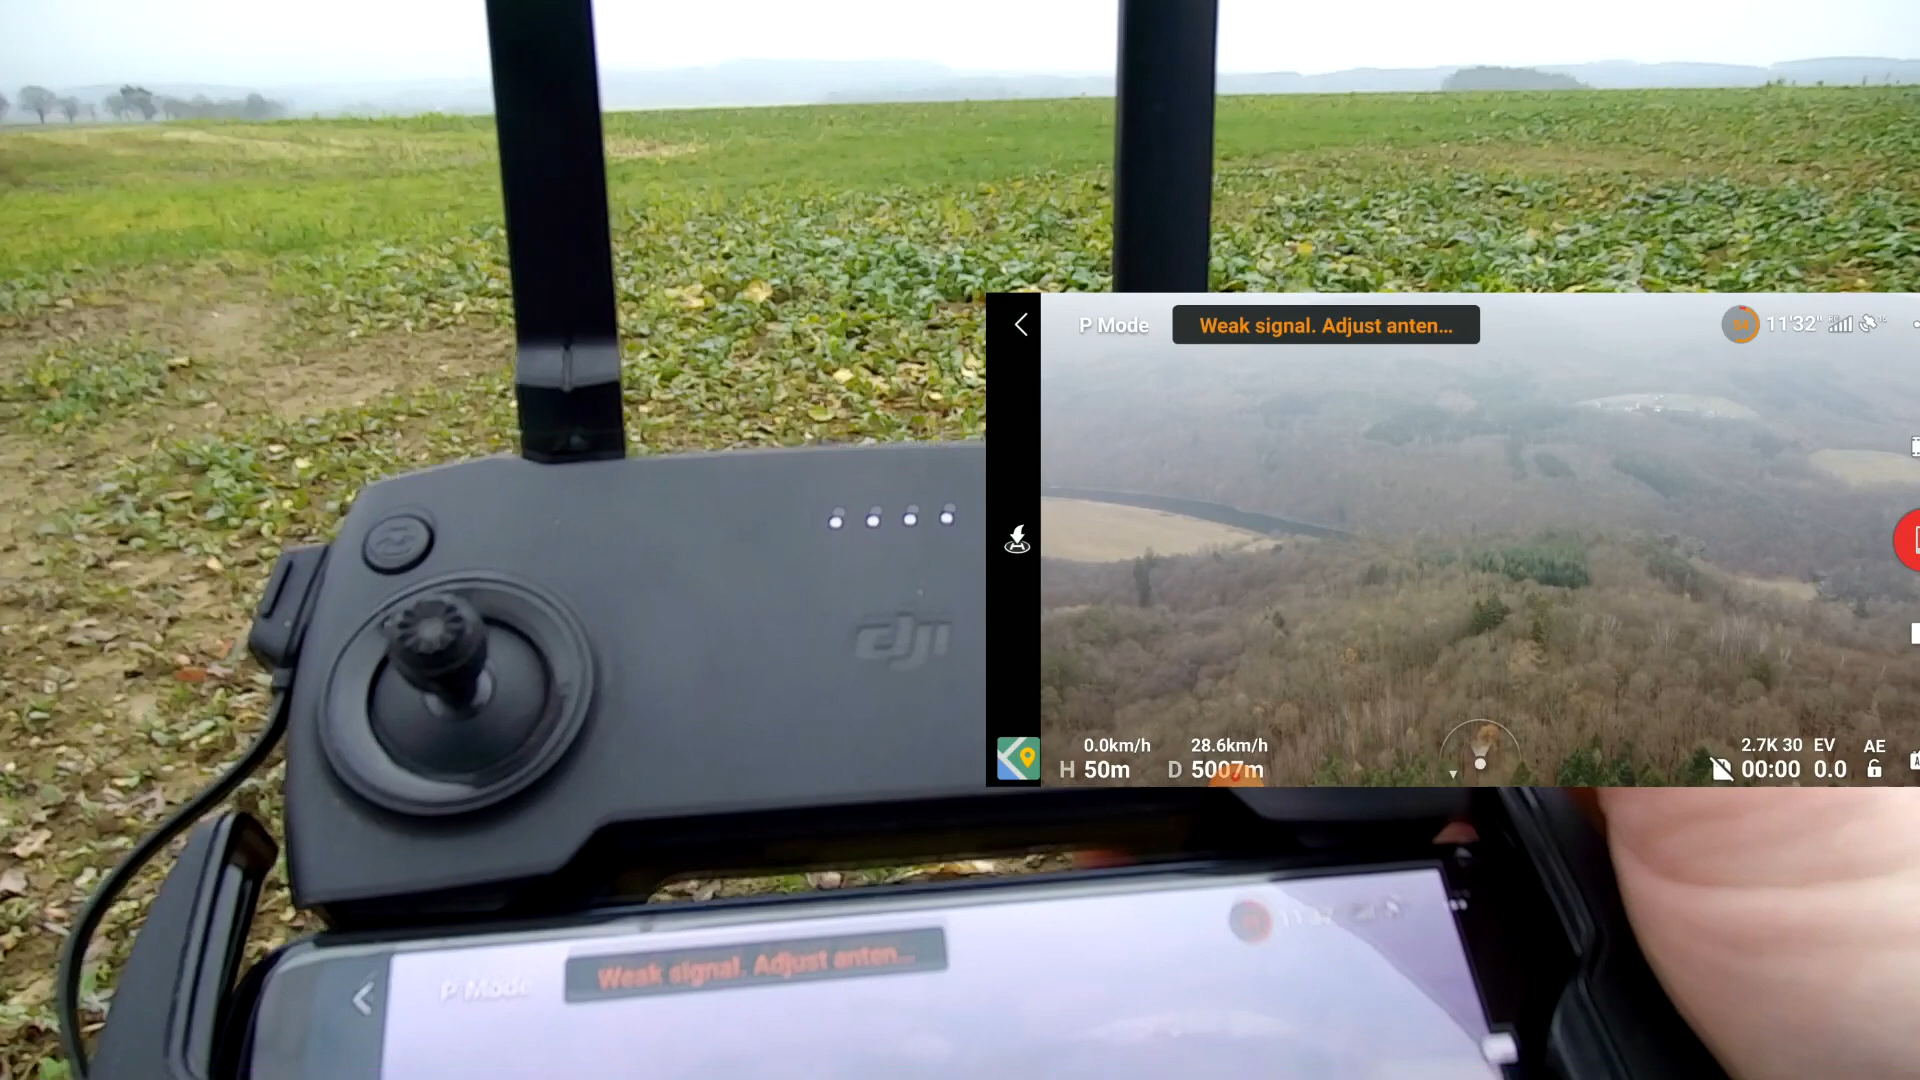 P Mode
Weak signal. Adjust anten...
11'32"
dji
0.0km/h
28.6km/h
H 50m
D 5007m
2.7K 30
EV
AE
00:00
0.0
P Mode
Weak signal. Adjust anten...